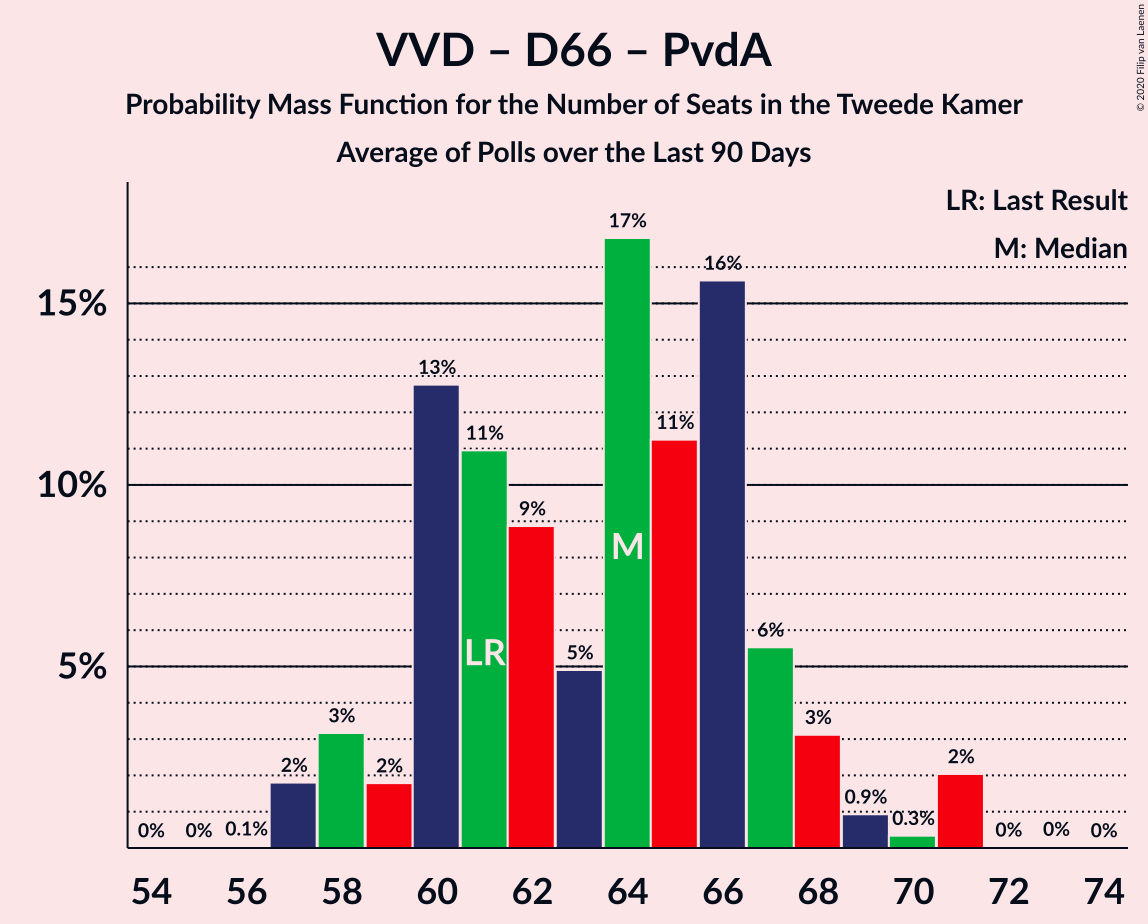 VVD – D66 – PvdA
Probability Mass Function for the Number of Seats in the Tweede Kamer
Average of Polls over the Last 90 Days
© 2020 Filip van Laenen
LR: Last Result
M: Median
15%
10%
5%
0%
0%
0.1%
2%
3%
2%
13%
11%
9%
5%
17%
11%
16%
6%
3%
0.9%
0.3%
2%
0%
0%
0%
LR
M
54 56 58 60 62 64 66 68 70 72 74